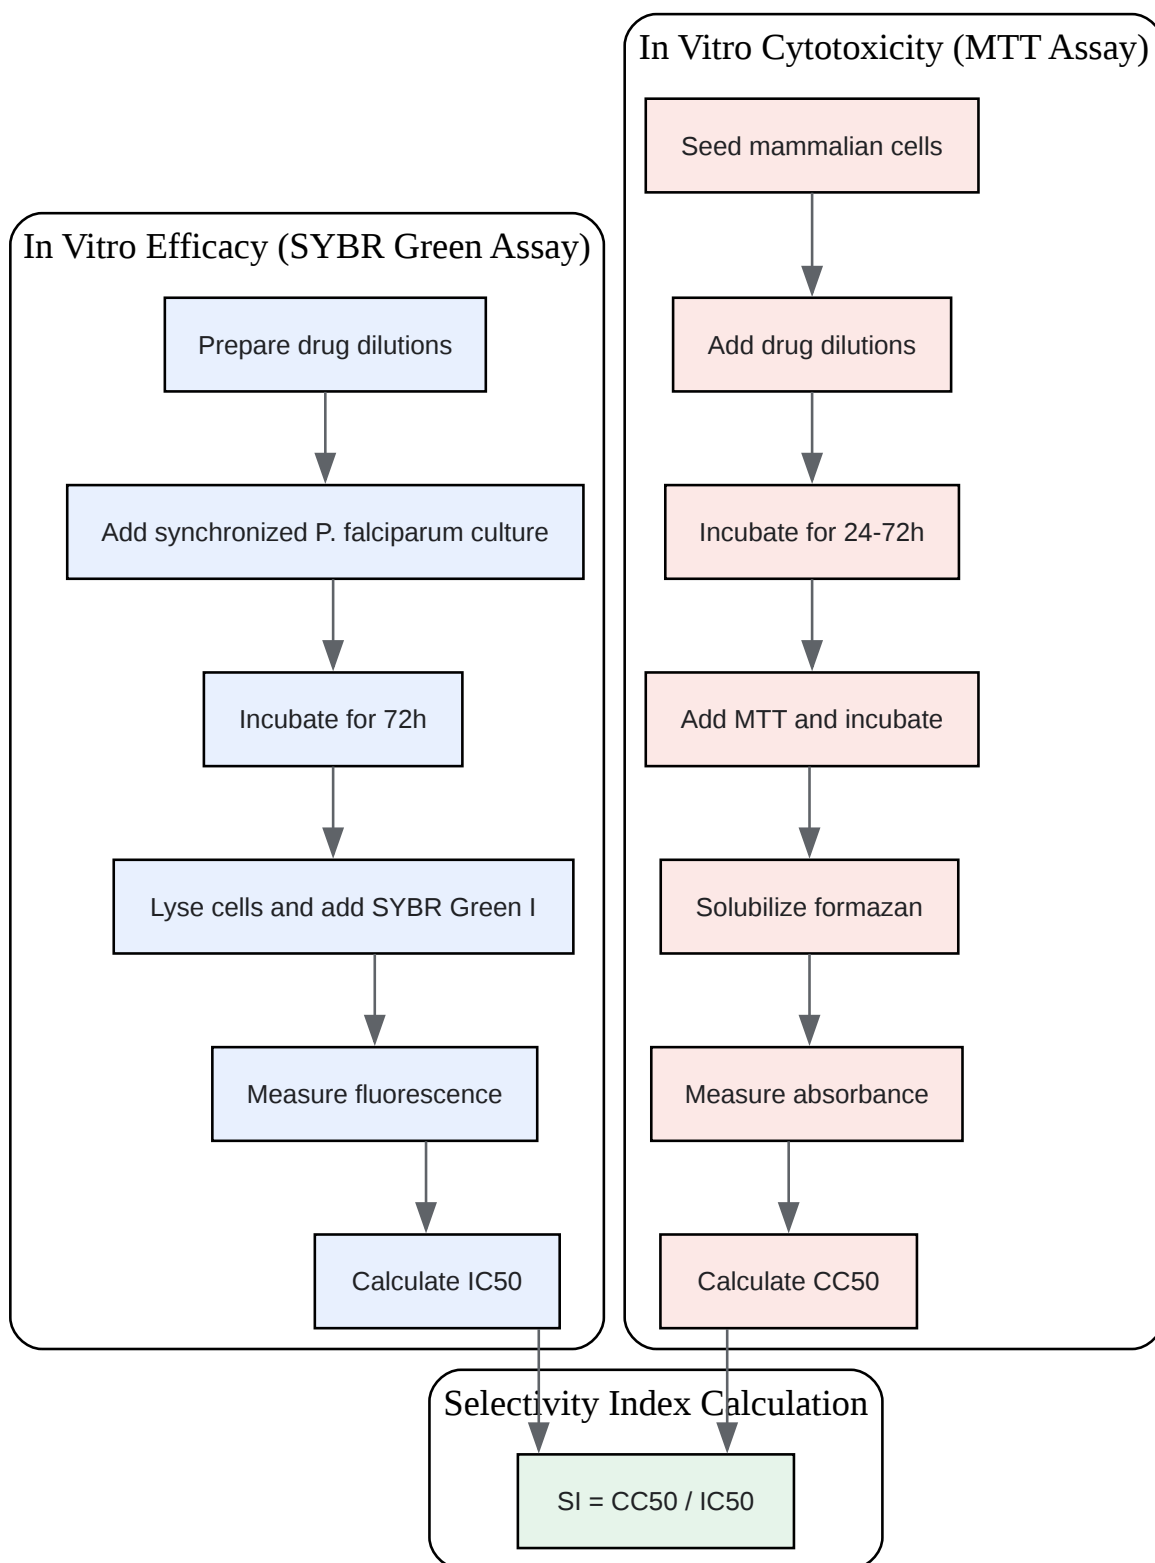 In Vitro Efficacy (SYBR Green Assay)
Prepare drug dilutions
Add synchronized P. falciparum culture
Incubate for 72h
Lyse cells and add SYBR Green I
Measure fluorescence
Calculate IC50
In Vitro Cytotoxicity (MTT Assay)
Seed mammalian cells
Add drug dilutions
Incubate for 24-72h
Add MTT and incubate
Solubilize formazan
Measure absorbance
Calculate CC50
Selectivity Index Calculation
SI = CC50 / IC50